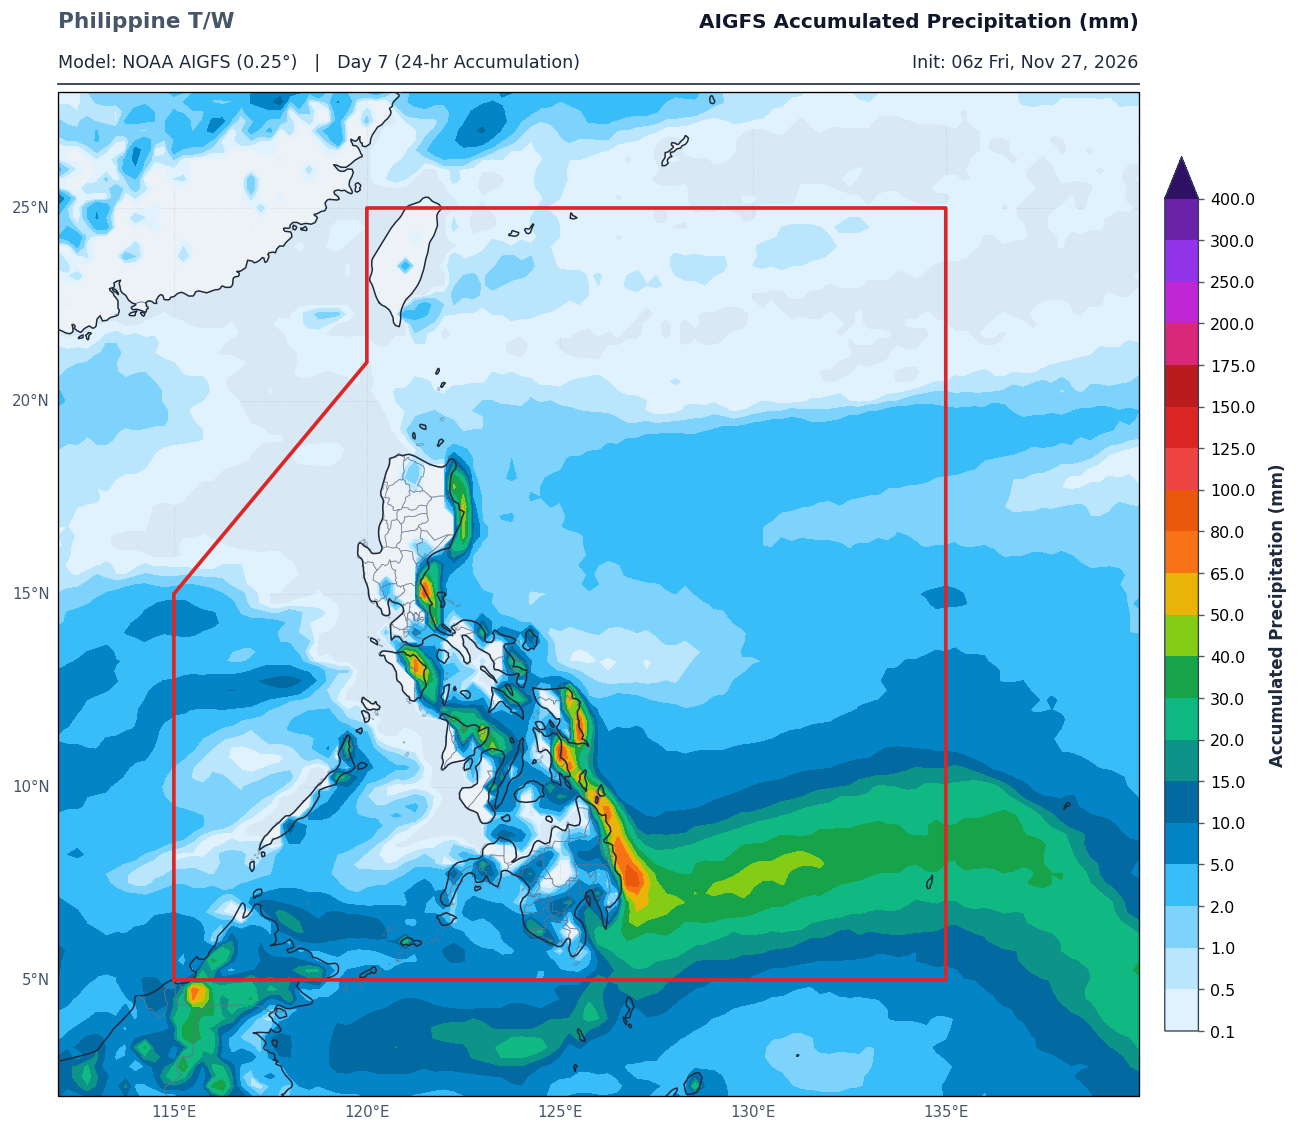 Philippine T/W
AIGFS Accumulated Precipitation (mm)
Model: NOAA AIGFS (0.25°)   |   Day 7 (24-hr Accumulation)
Init: 06z Fri, Nov 27, 2026
25°N
20°N
15°N
10°N
5°N
115°E
120°E
125°E
130°E
135°E
400.0
300.0
250.0
200.0
175.0
150.0
125.0
100.0
80.0
65.0
50.0
40.0
30.0
20.0
15.0
10.0
5.0
2.0
1.0
0.5
0.1
Accumulated Precipitation (mm)